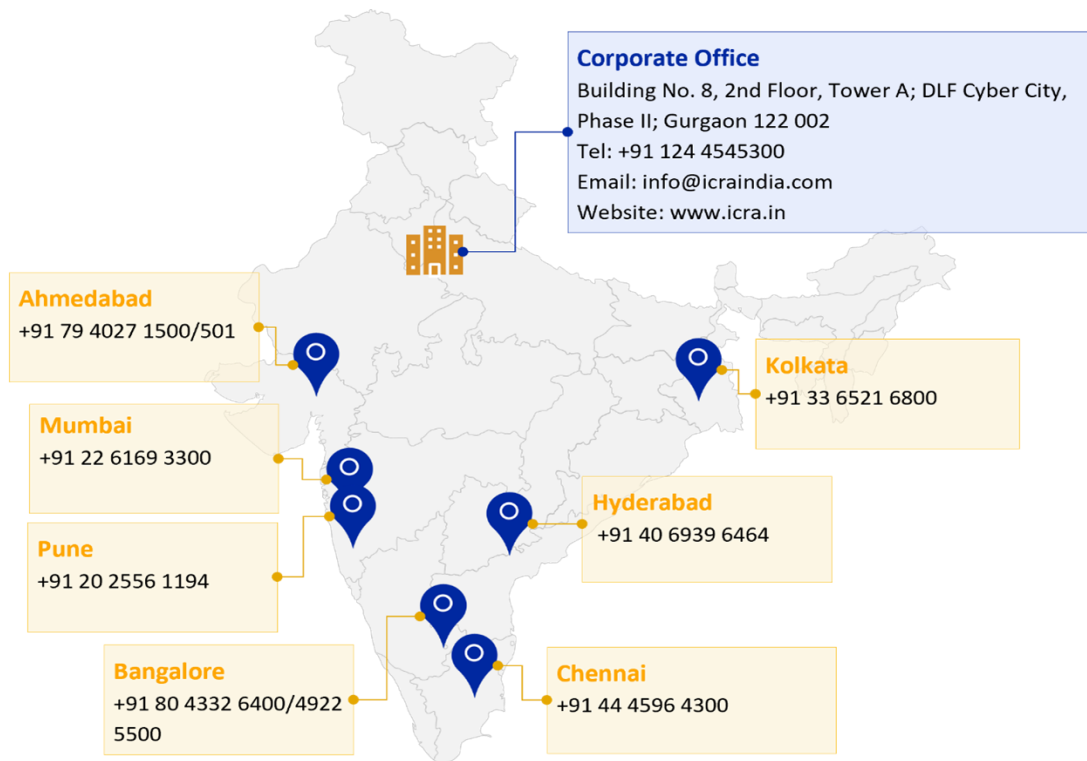 Corporate Office
Building No. 8, 2nd Floor, Tower A; DLF Cyber City,
Phase II; Gurgaon 122 002
Tel: +91 124 4545300
Email: info@icraindia.com
Website: www.icra.in
Ahmedabad
+91 79 4027 1500/501
Kolkata
+91 33 6521 6800
Mumbai
+91 22 6169 3300
Hyderabad
+91 40 6939 6464
Pune
+91 20 2556 1194
Bangalore
+91 80 4332 6400/4922
5500
Chennai
+91 44 4596 4300